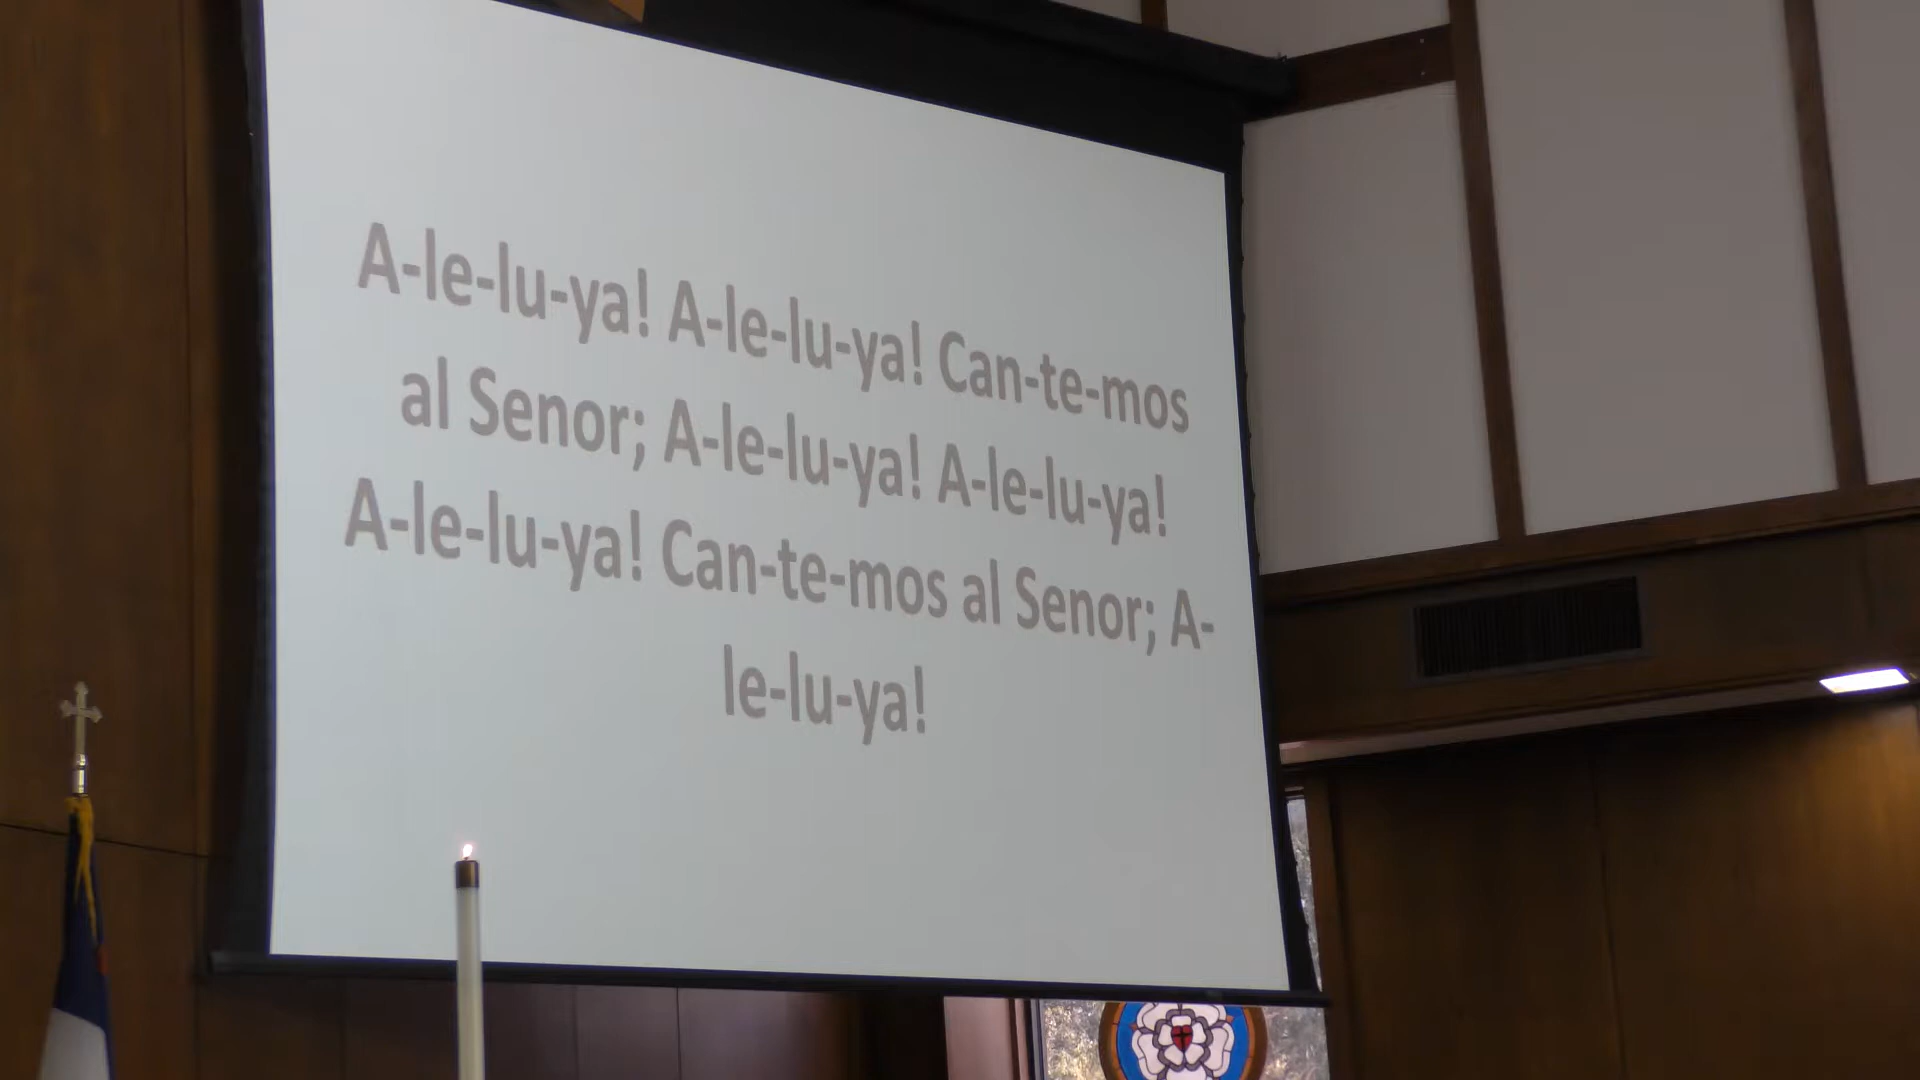 A-le-lu-ya! A-le-lu-ya! Can-te-mos
al Senor; A-le-lu-ya! A-le-lu-ya!
A-le-lu-ya! Can-te-mos al Senor; A-
le-lu-ya!